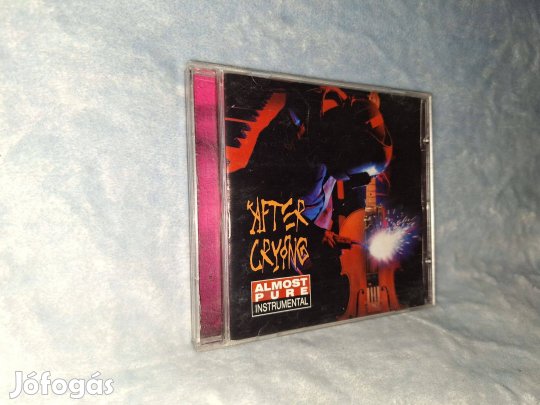 AFTER
CRYING
ALMOST
PURE
INSTRUMENTAL
Jófogás